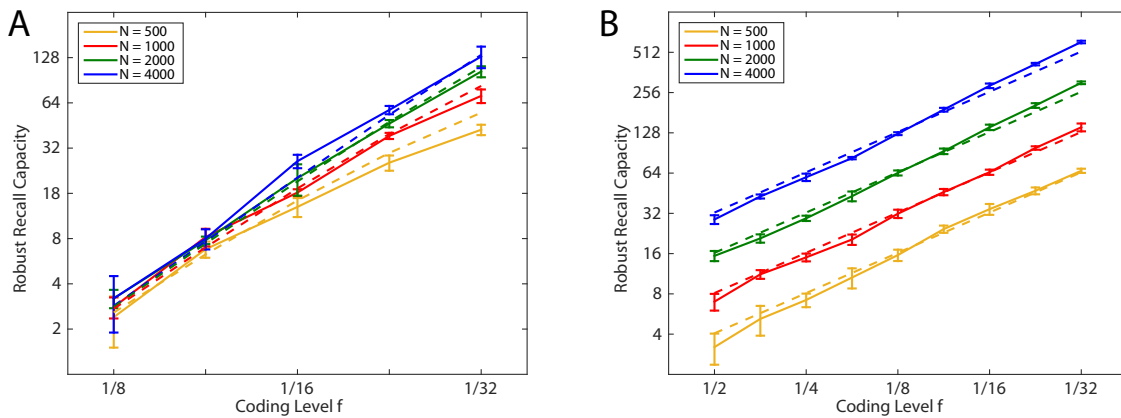 A
N = 500
N = 1000
N = 2000
N = 4000
Robust Recall Capacity
128
64
32
18
8
4
2
1/8
1/16
1/32
Coding Level f
B
N = 500
N = 1000
N = 2000
N = 4000
Robust Recall Capacity
512
256
128
64
32
16
8
4
1/2
1/4
1/8
1/16
1/32
Coding Level f